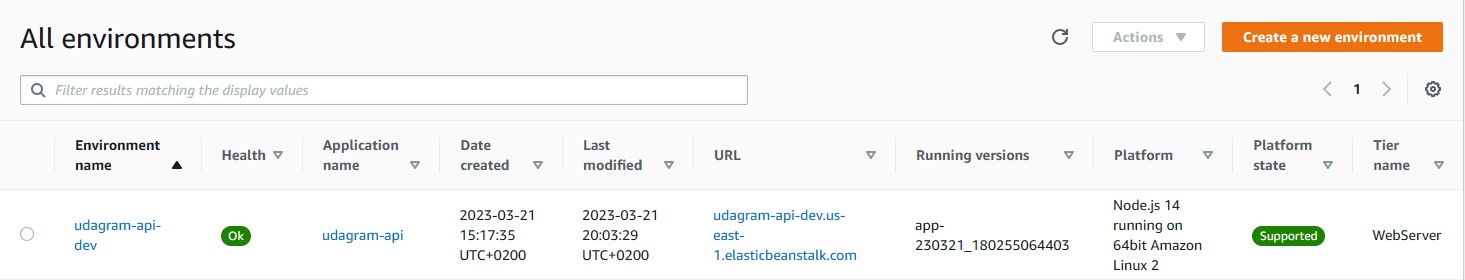 All environments
Actions
Create a new environment
Filter results matching the display values
1
Environment name
Health
Application name
Date created
Last modified
URL
Running versions
Platform
Platform state
Tier name
udagram-api-
dev
Ok
udagram-api
2023-03-21
15:17:35
UTC+0200
2023-03-21
20:03:29
UTC+0200
udagram-api-dev.us-
east-
1.elasticbeanstalk.com
app-
230321_180255064403
Node.js 14
running on
64bit Amazon
Linux 2
Supported
WebServer